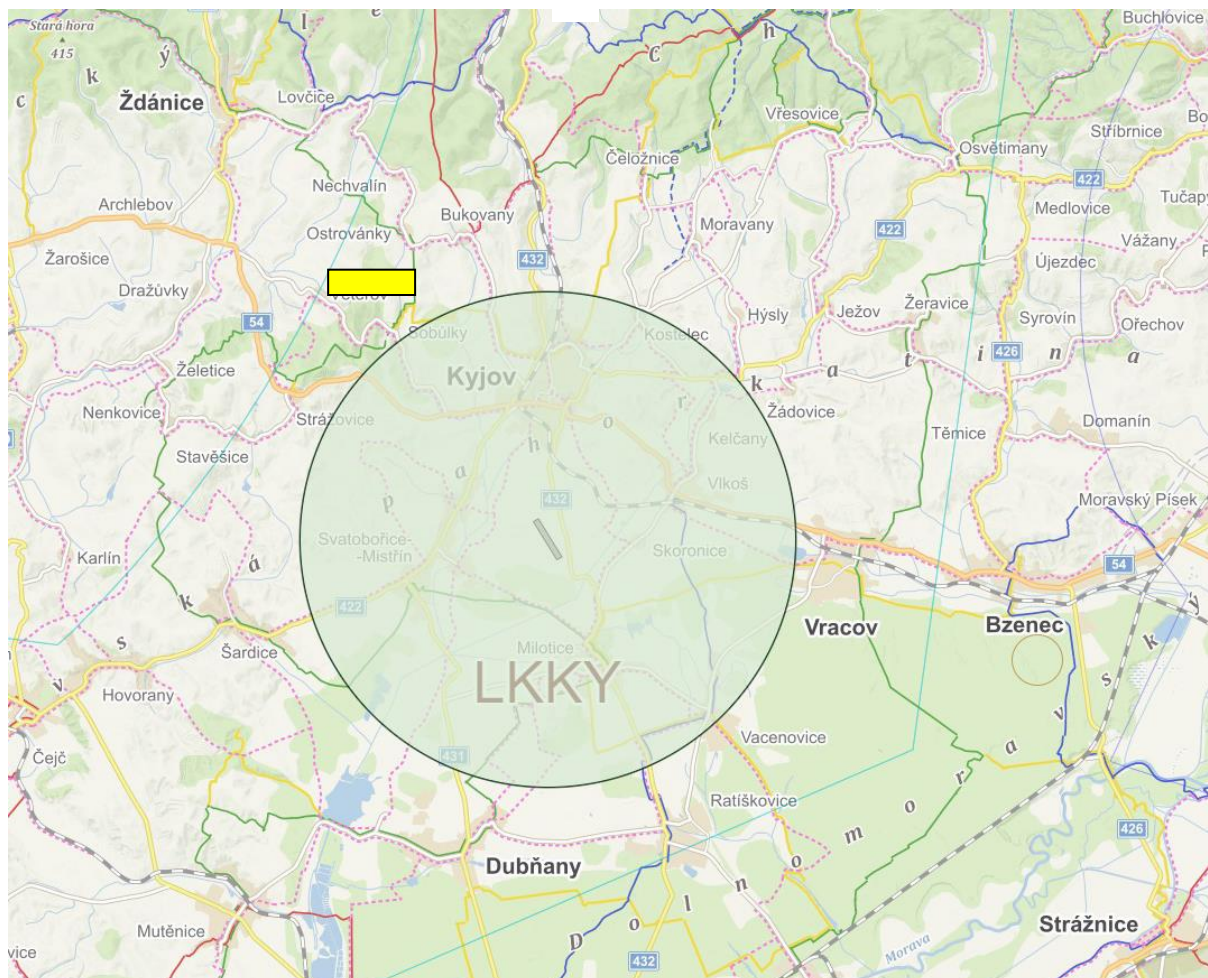 Stará hora
415
Buchlovice
Ždánice
Lovčice
Vřesovice
Stříbrnice
Osvětimany
422
Čeložnice
Nechvalín
Archlebov
Bukovany
Moravany
Medlovice
Tučapy
Ostrovánky
422
Vážany
Žarošice
432
Újezdec
Dražůvky
Věteřov
Hýsly
Ježov
Žeravice
Syrovín
Ořechov
54
Sobůlky
Kostelec
426
Želetice
Kyjov
Nenkovice
Strážovice
Žádovice
Domanín
Stavěšice
Kelčany
Těmice
Vlkoš
432
Moravský Písek
Svatobořice-
-Mistřín
Skoronice
Karlín
54
422
Vracov
Bzenec
Šardice
Milotice
LKKY
Hovorany
Vacenovice
431
Čejč
Ratíškovice
426
Dubňany
Mutěnice
Strážnice
Morava
432
vice
Dolnomoravský